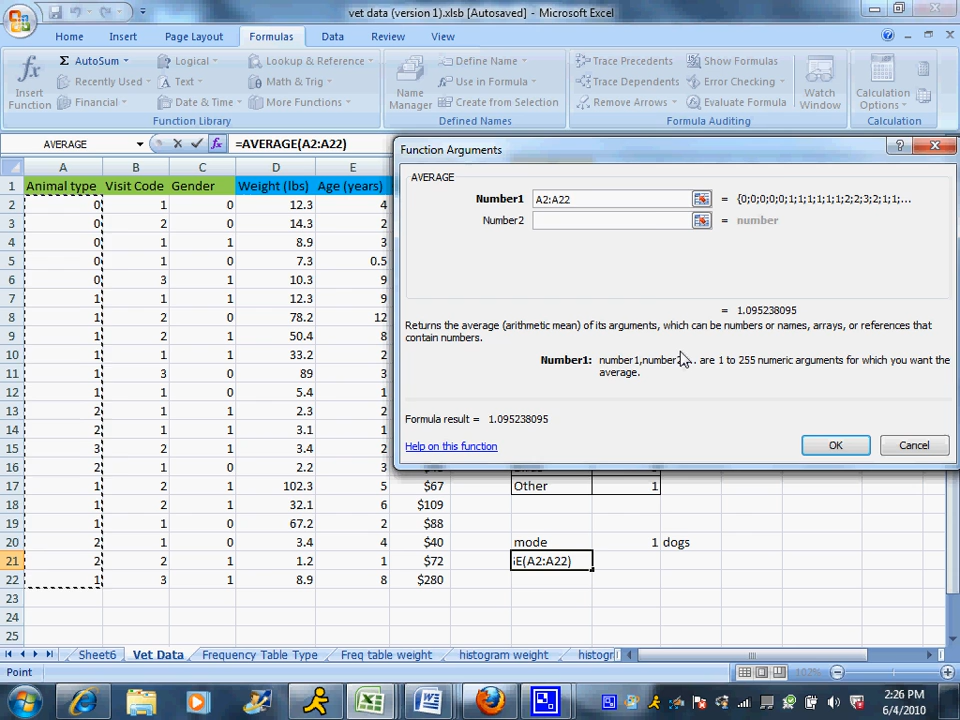 vet data (version 1).xlsb [Autosaved] - Microsoft Excel
Home Insert Page Layout Formulas Data Review View
Insert Function
Σ AutoSum
Recently Used
Financial
Logical
Text
Date & Time
Lookup & Reference
Math & Trig
More Functions
Function Library
Name Manager
Define Name
Use in Formula
Create from Selection
Defined Names
Trace Precedents
Trace Dependents
Remove Arrows
Show Formulas
Error Checking
Evaluate Formula
Watch Window
Formula Auditing
Calculation Options
Calculation
AVERAGE fx =AVERAGE(A2:A22)
A B C D E
1 Animal type Visit Code Gender Weight (lbs) Age (years)
2 0 1 0 12.3 4
3 0 2 0 14.3 2
4 0 1 1 8.9 3
5 0 1 0 7.3 0.5
6 0 3 1 10.3 9
7 1 1 1 12.3 9
8 1 2 0 78.2 12
9 1 2 1 50.4 8
10 1 1 0 33.2 2
11 1 3 0 89 3
12 1 1 0 5.4 1
13 2 1 1 2.3 2
14 2 1 1 3.1 1
15 3 2 1 3.4 2
16 2 1 0 2.2 3
17 1 2 1 102.3 5 $67 Other 1
18 1 2 1 32.1 6 $109
19 1 1 0 67.2 2 $88
20 2 1 0 3.4 4 $40 mode 1 dogs
21 2 2 1 1.2 1 $72 E(A2:A22)
22 1 3 1 8.9 8 $280
23
24
25
Function Arguments
AVERAGE
Number1 A2:A22 = {0;0;0;0;0;1;1;1;1;1;1;2;2;3;2;1;1;...
Number2 = number
= 1.095238095
Returns the average (arithmetic mean) of its arguments, which can be numbers or names, arrays, or references that
contain numbers.
Number1: number1,number2,... are 1 to 255 numeric arguments for which you want the
average.
Formula result = 1.095238095
Help on this function OK Cancel
Sheet6 Vet Data Frequency Table Type Freq table weight histogram weight histogr
Point 102%
2:26 PM
6/4/2010